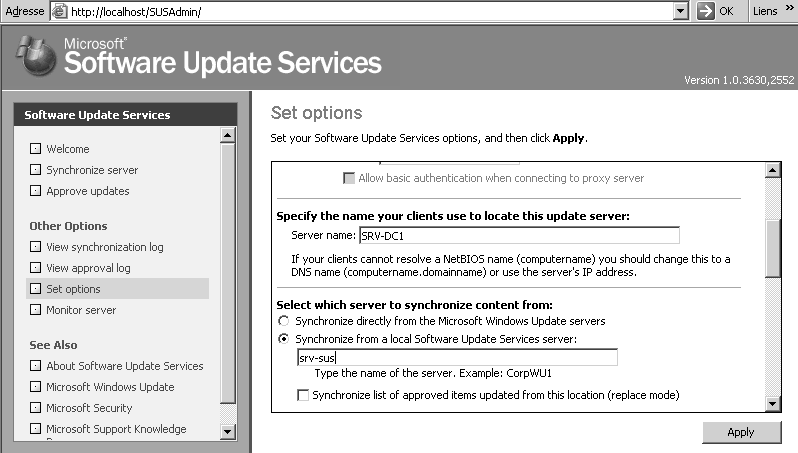 Adresse http://localhost/SUSAdmin/ OK Liens »
Microsoft®
Software Update Services
Version 1.0.3630,2552
Software Update Services
Welcome
Synchronize server
Approve updates
Other Options
View synchronization log
View approval log
Set options
Monitor server
See Also
About Software Update Services
Microsoft Windows Update
Microsoft Security
Microsoft Support Knowledge
Set options
Set your Software Update Services options, and then click Apply.
Allow basic authentication when connecting to proxy server
Specify the name your clients use to locate this update server:
Server name: SRV-DC1
If your clients cannot resolve a NetBIOS name (computername) you should change this to a
DNS name (computername.domainname) or use the server's IP address.
Select which server to synchronize content from:
Synchronize directly from the Microsoft Windows Update servers
Synchronize from a local Software Update Services server:
srv-sus
Type the name of the server. Example: CorpWU1
Synchronize list of approved items updated from this location (replace mode)
Apply